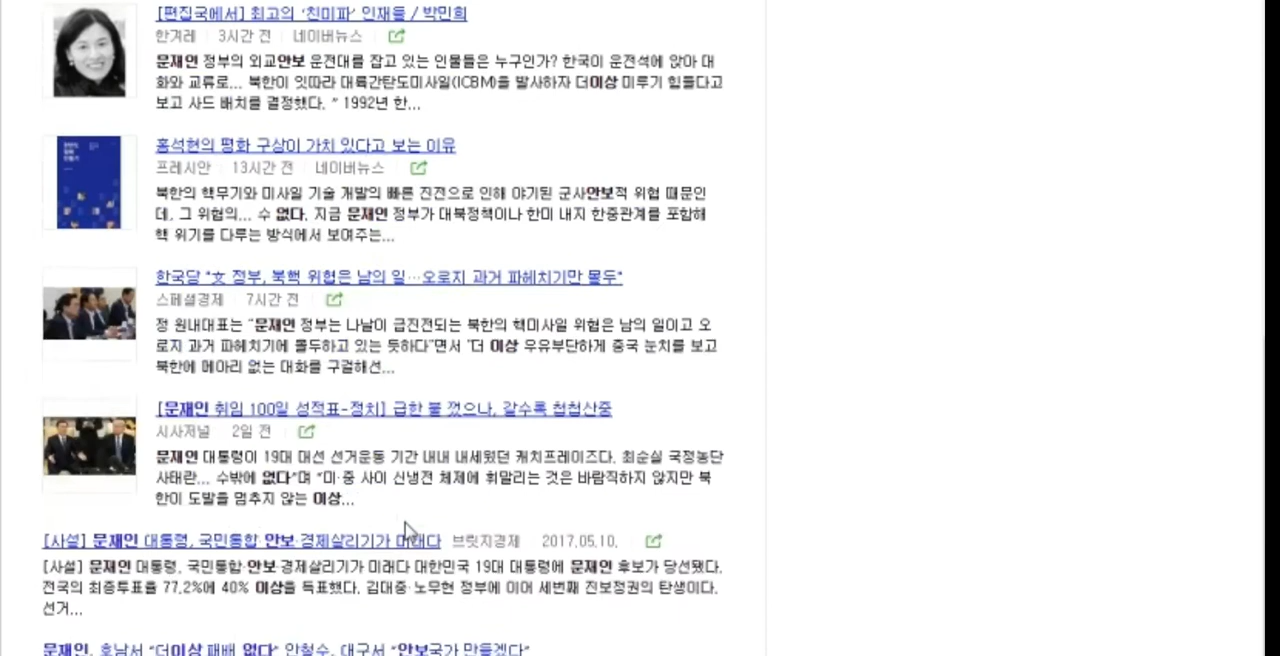 [편집국에서] 최고의 '친미파' 인재들 / 박민희
한겨레 3시간 전 네이버뉴스
문재인 정부의 외교안보 운전대를 잡고 있는 인물들은 누구인가? 한국이 운전석에 앉아 대
화와 교류로... 북한이 잇따라 대륙간탄도미사일(ICBM)을 발사하자 더이상 미루기 힘들다고
보고 사드 배치를 결정했다. " 1992년 한...
홍석현의 평화 구상이 가치 있다고 보는 이유
프레시안 13시간 전 네이버뉴스
북한의 핵무기와 미사일 기술 개발의 빠른 진전으로 인해 야기된 군사안보적 위협 때문인
데, 그 위협의... 수 없다. 지금 문재인 정부가 대북정책이나 한미 내지 한중관계를 포함해
핵 위기를 다루는 방식에서 보여주는...
한국당 "文 정부, 북핵 위협은 남의 일…오로지 과거 파헤치기만 몰두"
스페셜경제 7시간 전
정 원내대표는 "문재인 정부는 나날이 급진전되는 북한의 핵미사일 위협은 남의 일이고 오
로지 과거 파헤치기에 몰두하고 있는 듯하다"면서 "더 이상 우유부단하게 중국 눈치를 보고
북한에 메아리 없는 대화를 구걸해선...
[문재인 취임 100일 성적표-정치] 급한 불 껐으나, 갈수록 첩첩산중
시사저널 2일 전
문재인 대통령이 19대 대선 선거운동 기간 내내 내세웠던 캐치프레이즈다. 최순실 국정농단
사태란... 수밖에 없다"며 "미·중 사이 신냉전 체제에 휘말리는 것은 바람직하지 않지만 북
한이 도발을 멈추지 않는 이상...
[사설] 문재인 대통령, 국민통합·안보·경제살리기가 미래다 브릿지경제 2017.05.10.
[사설] 문재인 대통령, 국민통합·안보·경제살리기가 미래다 대한민국 19대 대통령에 문재인 후보가 당선됐다.
전국의 최종투표율 77.2%에 40% 이상을 득표했다. 김대중·노무현 정부에 이어 세번째 진보정권의 탄생이다.
선거...
문재인, 호남서 "더이상 패배 없다" 안철수, 대구서 "안보국가 만들겠다"